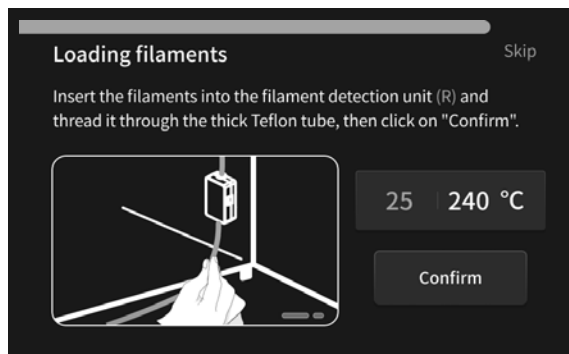 Loading filaments
Skip
Insert the filaments into the filament detection unit (R) and
thread it through the thick Teflon tube, then click on "Confirm".
25 240 °C
Confirm